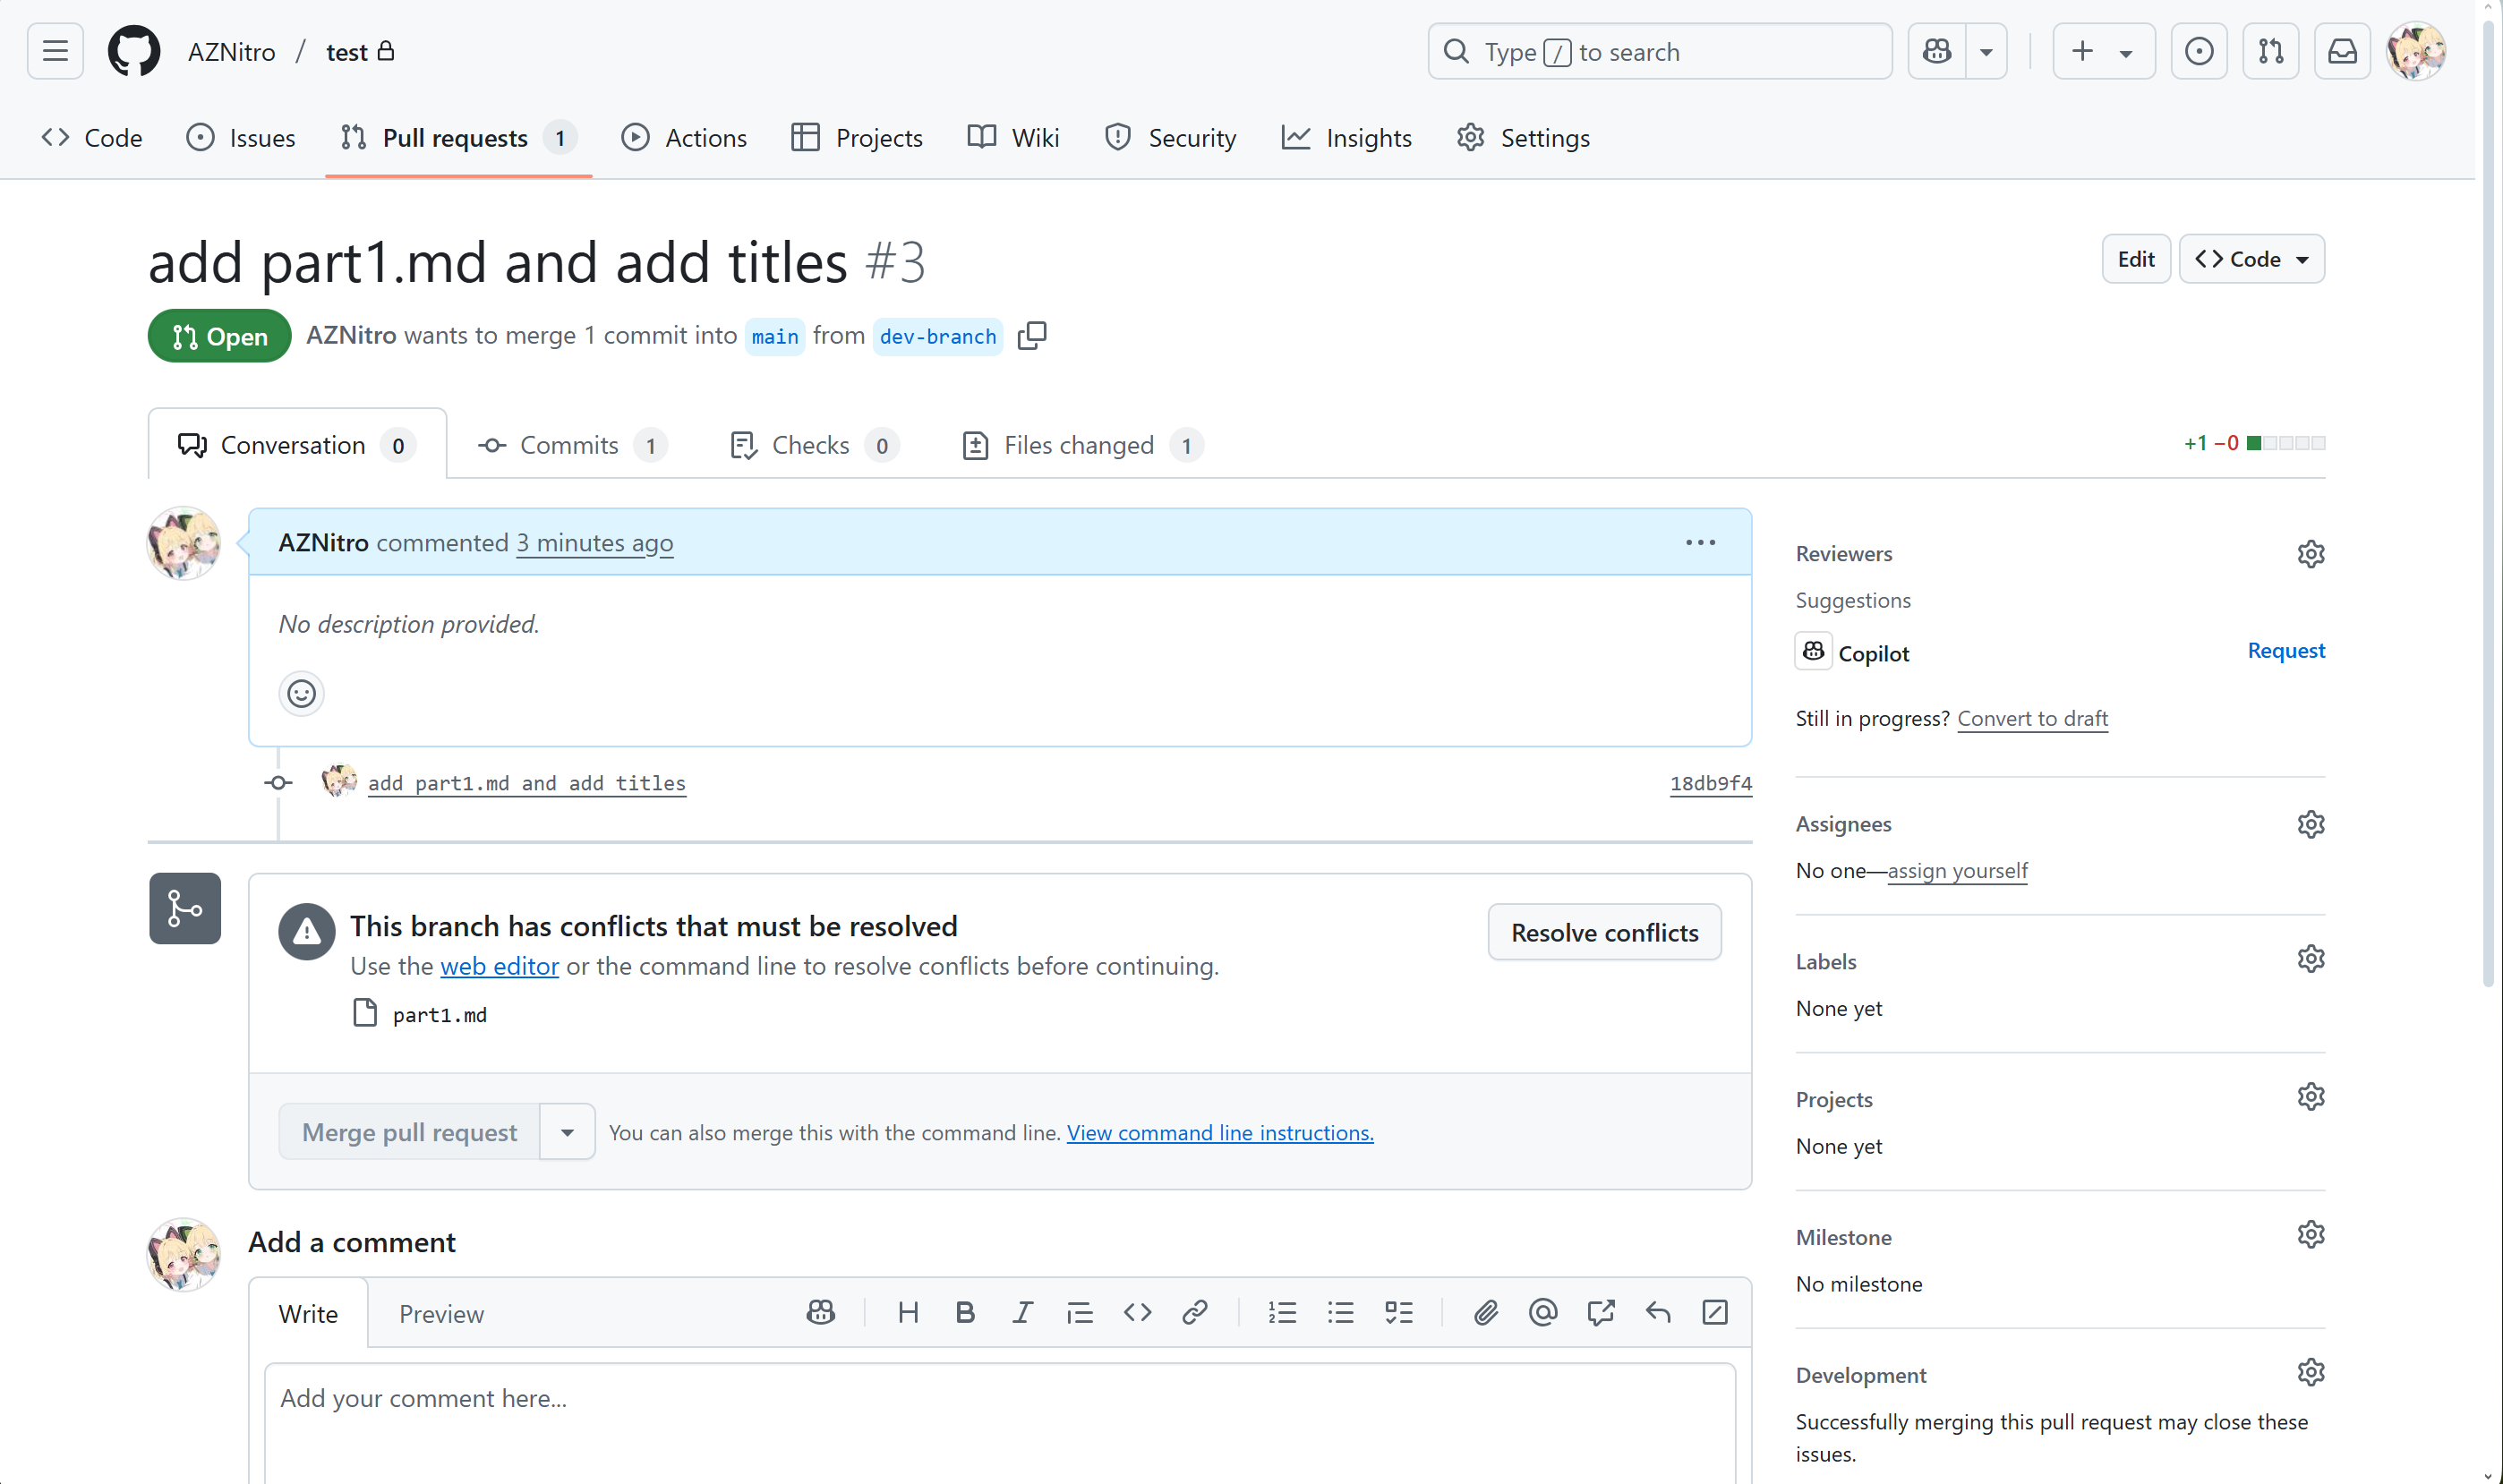 AZNitro / test
Type / to search
Code
Issues
Pull requests 1
Actions
Projects
Wiki
Security
Insights
Settings
add part1.md and add titles #3
Edit
Code
Open
AZNitro wants to merge 1 commit into main from dev-branch
Conversation 0
Commits 1
Checks 0
Files changed 1
+1 −0
AZNitro commented 3 minutes ago
No description provided.
add part1.md and add titles
18db9f4
This branch has conflicts that must be resolved
Use the web editor or the command line to resolve conflicts before continuing.
part1.md
Resolve conflicts
Merge pull request
You can also merge this with the command line. View command line instructions.
Add a comment
Write
Preview
Add your comment here...
Reviewers
Suggestions
Copilot
Request
Still in progress? Convert to draft
Assignees
No one—assign yourself
Labels
None yet
Projects
None yet
Milestone
No milestone
Development
Successfully merging this pull request may close these
issues.